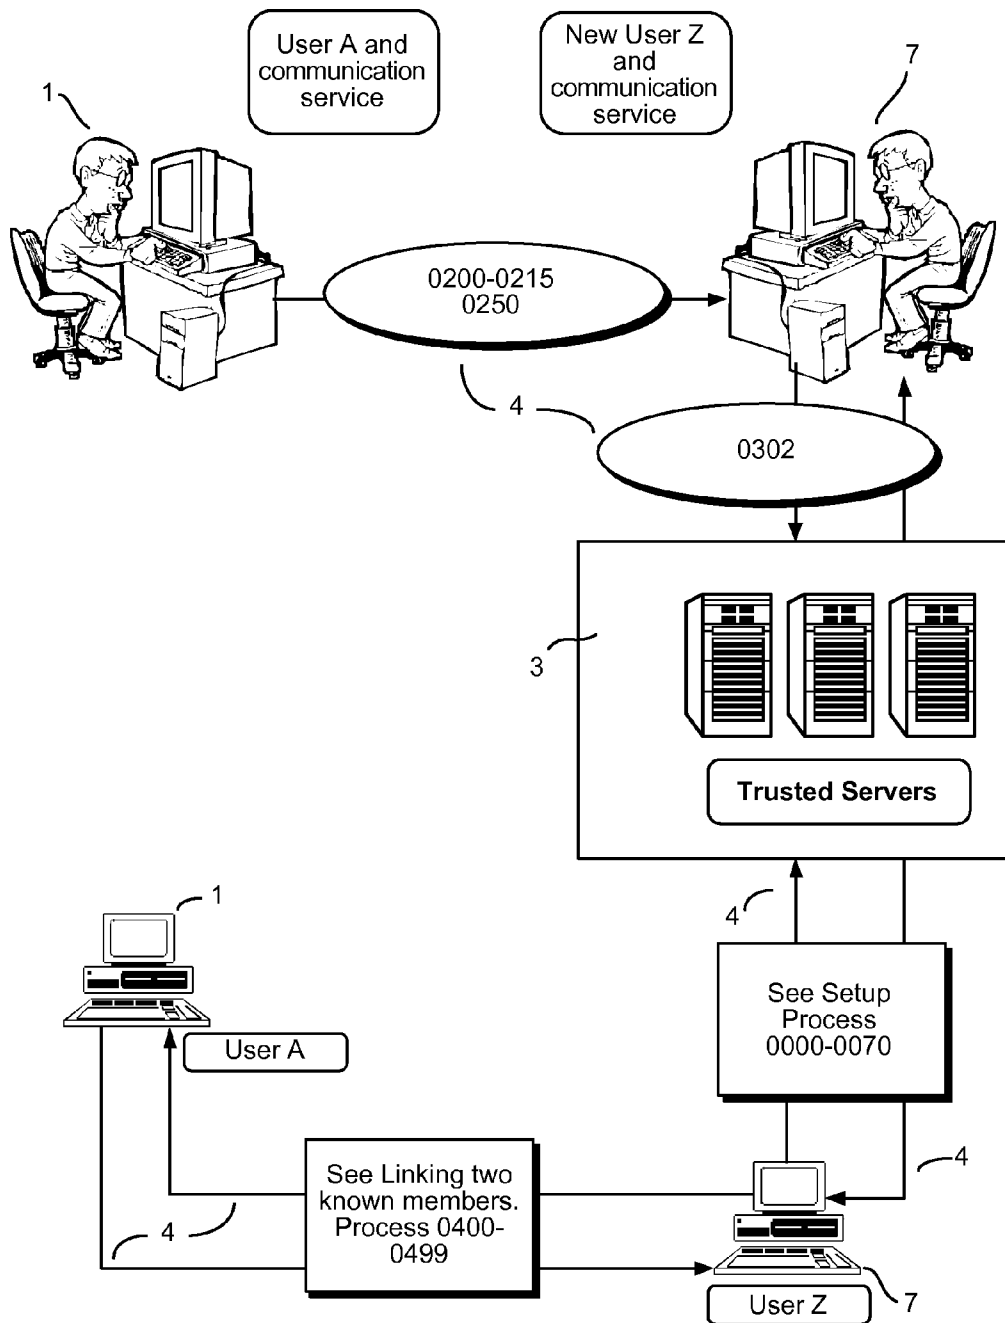 User A and
communication
service
New User Z
and
communication
service
1
7
0200-0215
0250
4
0302
3
Trusted Servers
1
4
See Setup
Process
0000-0070
User A
4
See Linking two
known members.
Process 0400-
0499
4
7
User Z